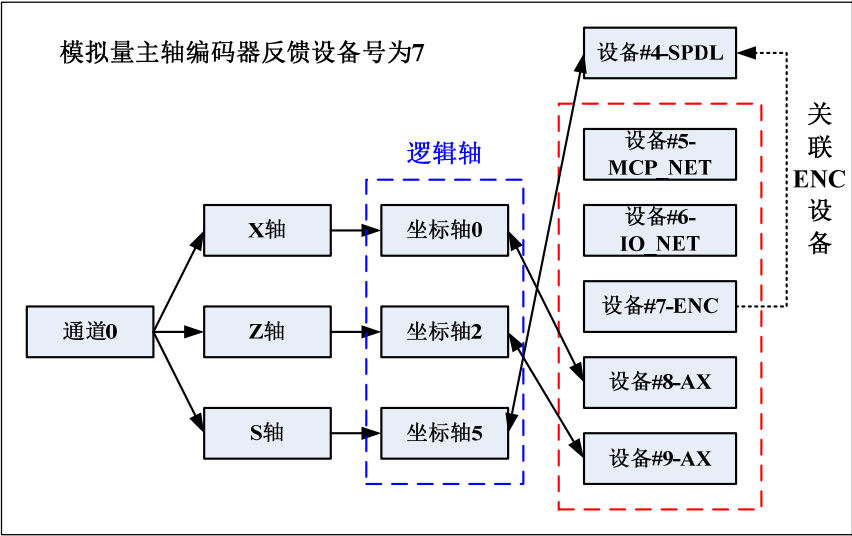 模拟量主轴编码器反馈设备号为7
设备#4-SPDL
关
联
ENC
设
备
逻辑轴
设备#5-
MCP_NET
设备#6-
IO_NET
X轴
坐标轴0
设备#7-ENC
通道0
Z轴
坐标轴2
设备#8-AX
S轴
坐标轴5
设备#9-AX